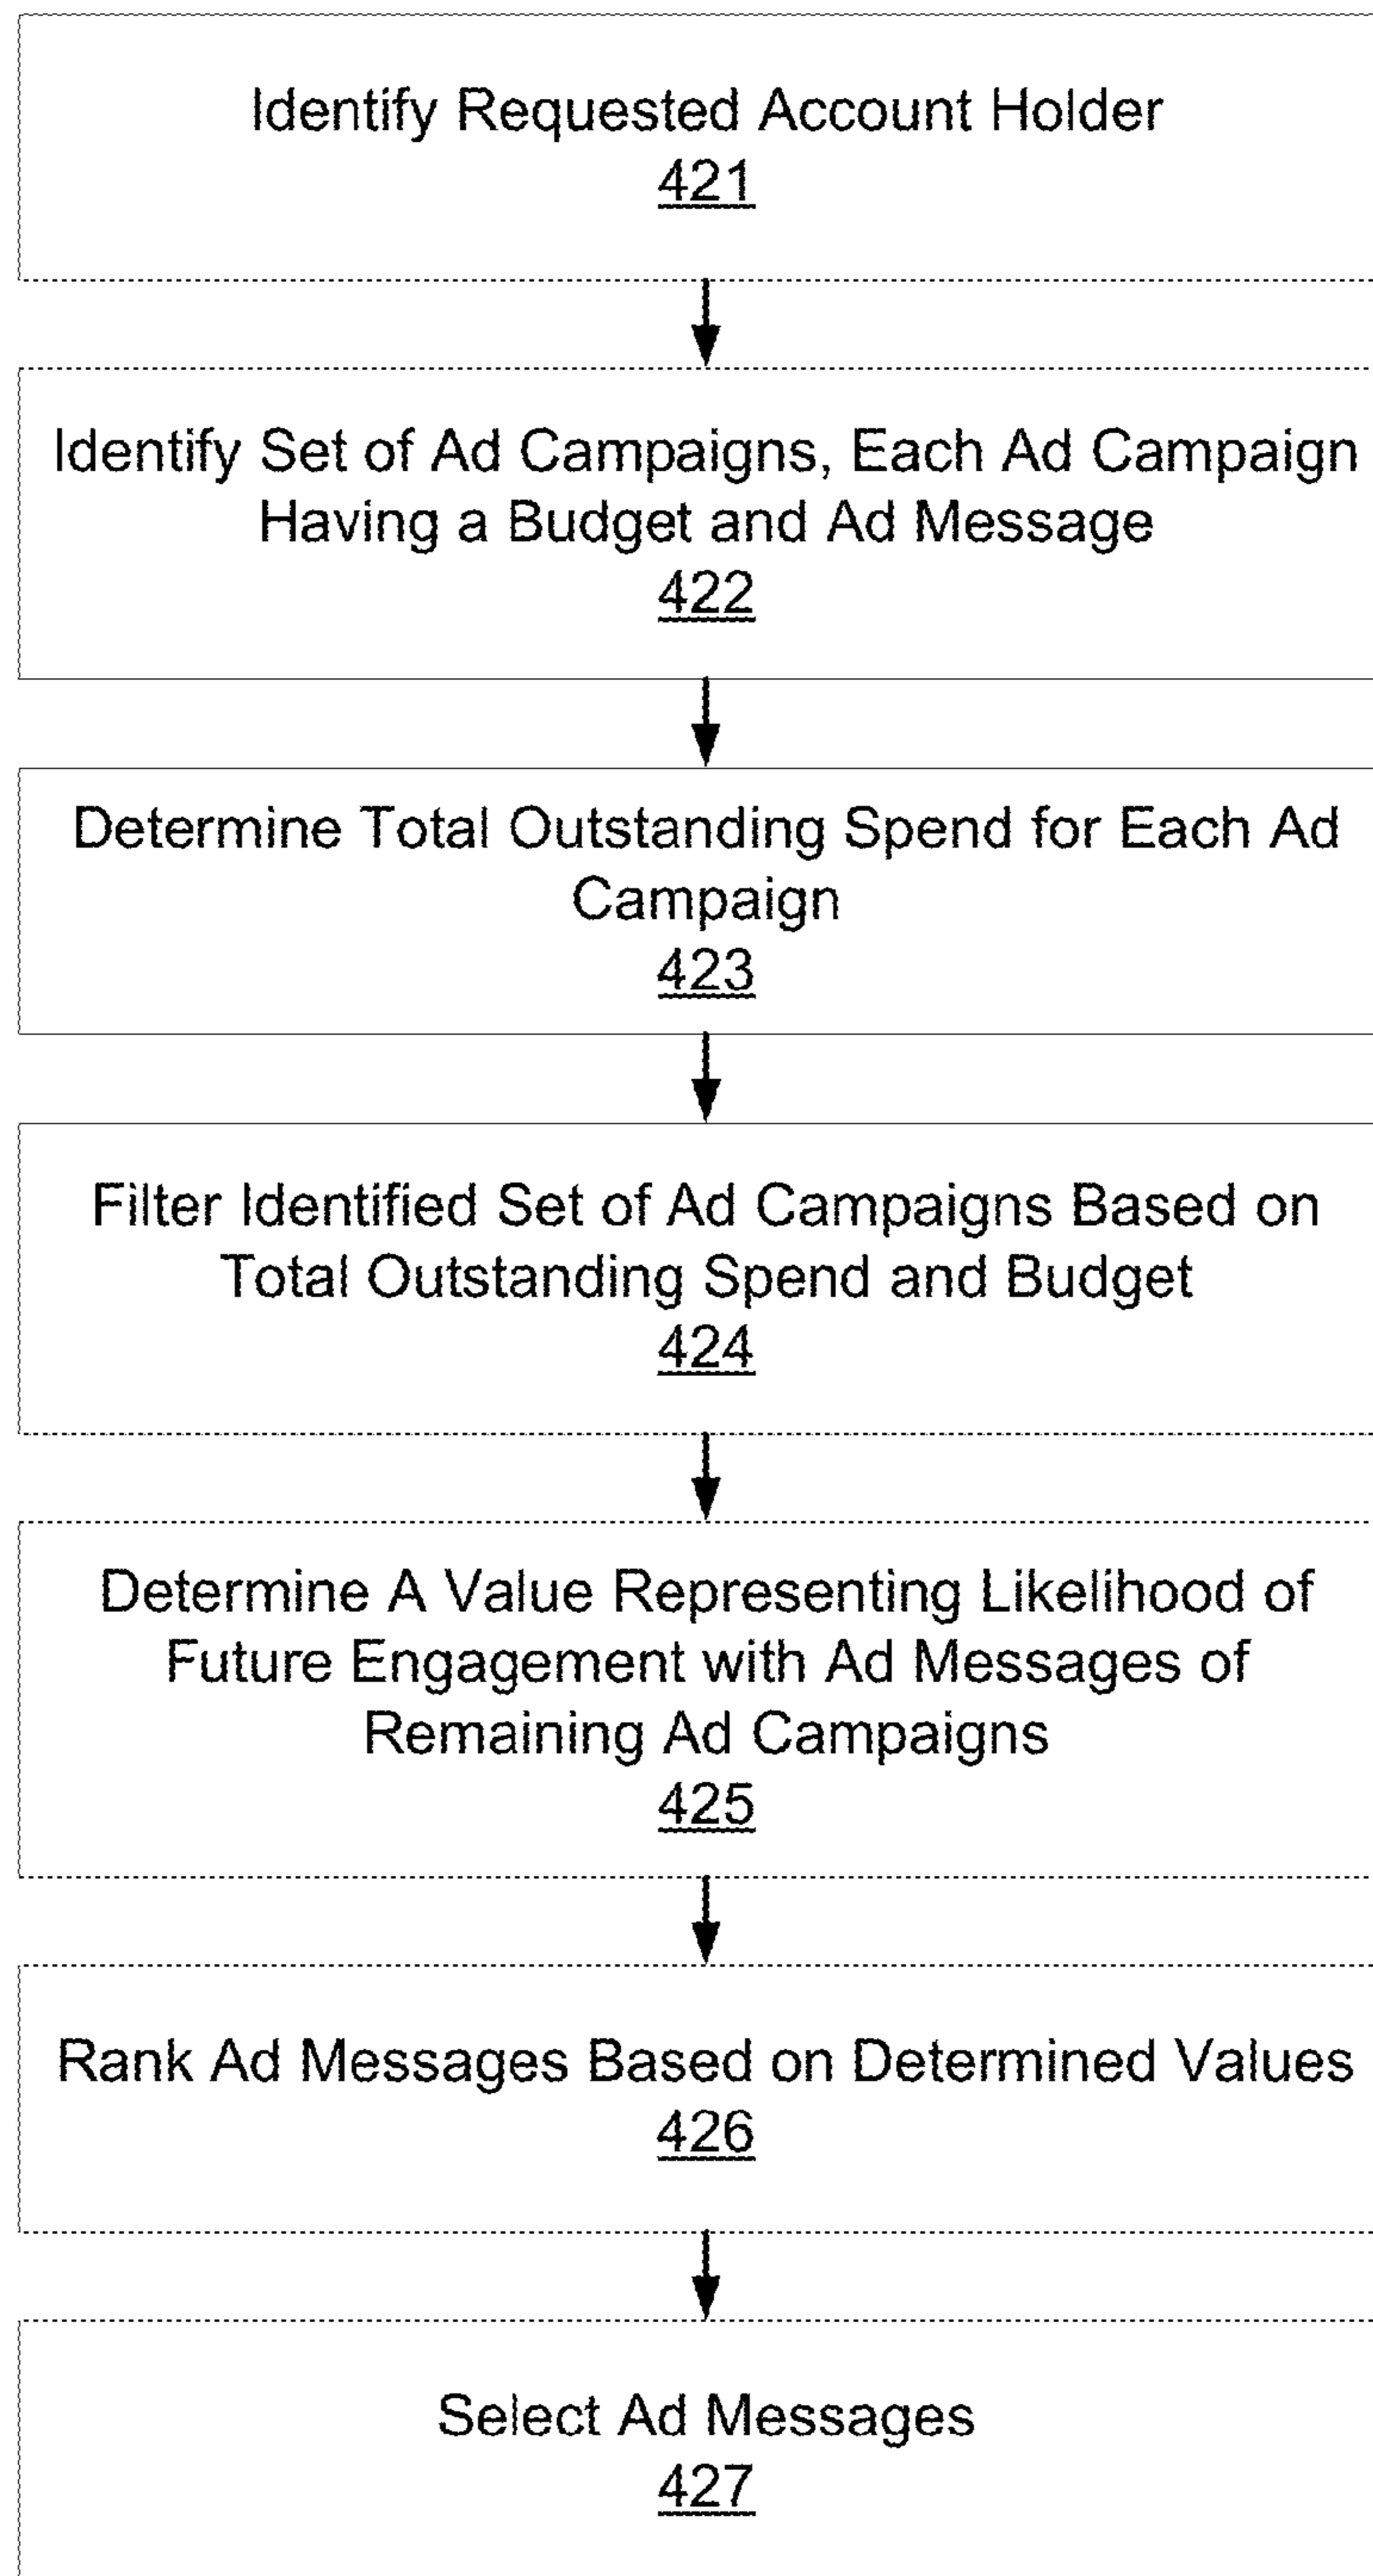 Identify Requested Account Holder
421
Identify Set of Ad Campaigns, Each Ad Campaign
Having a Budget and Ad Message
422
Determine Total Outstanding Spend for Each Ad
Campaign
423
Filter Identified Set of Ad Campaigns Based on
Total Outstanding Spend and Budget
424
Determine A Value Representing Likelihood of
Future Engagement with Ad Messages of
Remaining Ad Campaigns
425
Rank Ad Messages Based on Determined Values
426
Select Ad Messages
427